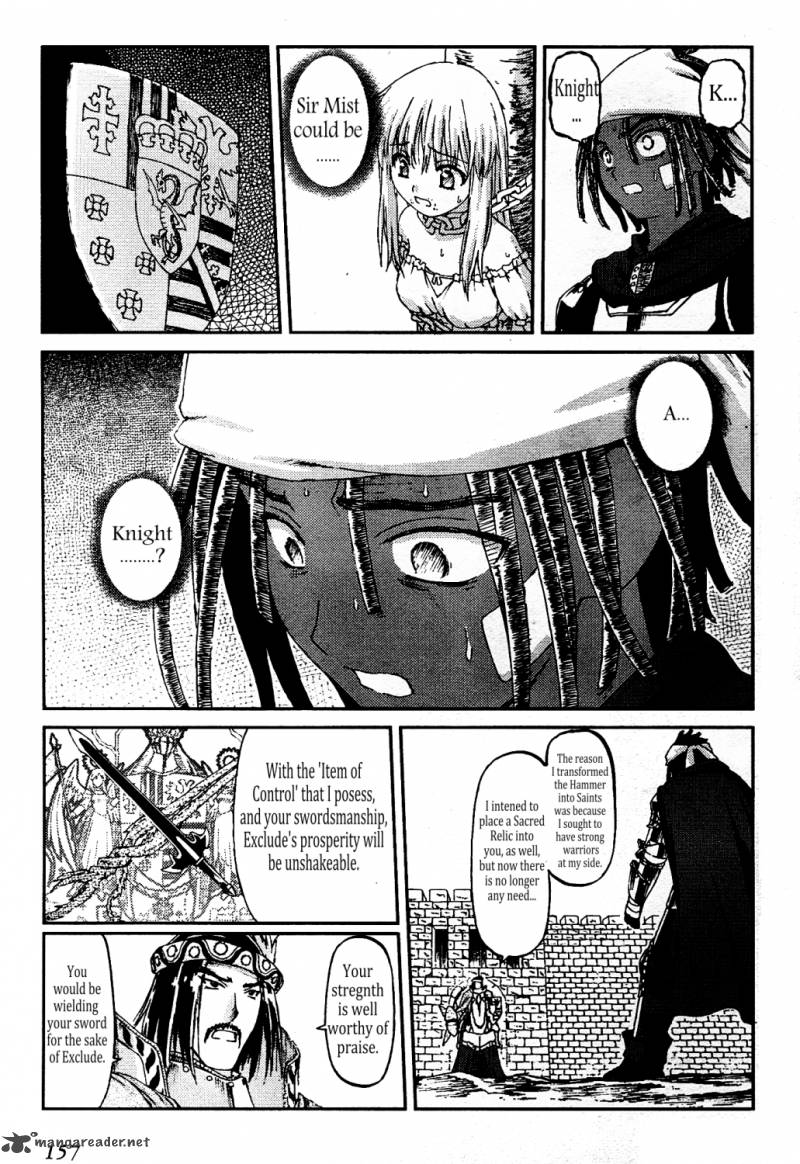 K...
Knight
...
Sir Mist
could be
......
A...
Knight
........?
The reason
I transformed
the Hammer
into Saints
was because
I sought to
have strong
warriors
at my side.
I intened to
place a Sacred
Relic into
you, as well,
but now there
is no longer
any need...
With the 'Item of
Control' that I posess,
and your swordsmanship,
Exclude's prosperity will
be unshakeable.
Your
stregnth is
well
worthy of
praise.
You
would be
wielding
your sword
for the sake
of Exclude.
157
mangareader.net